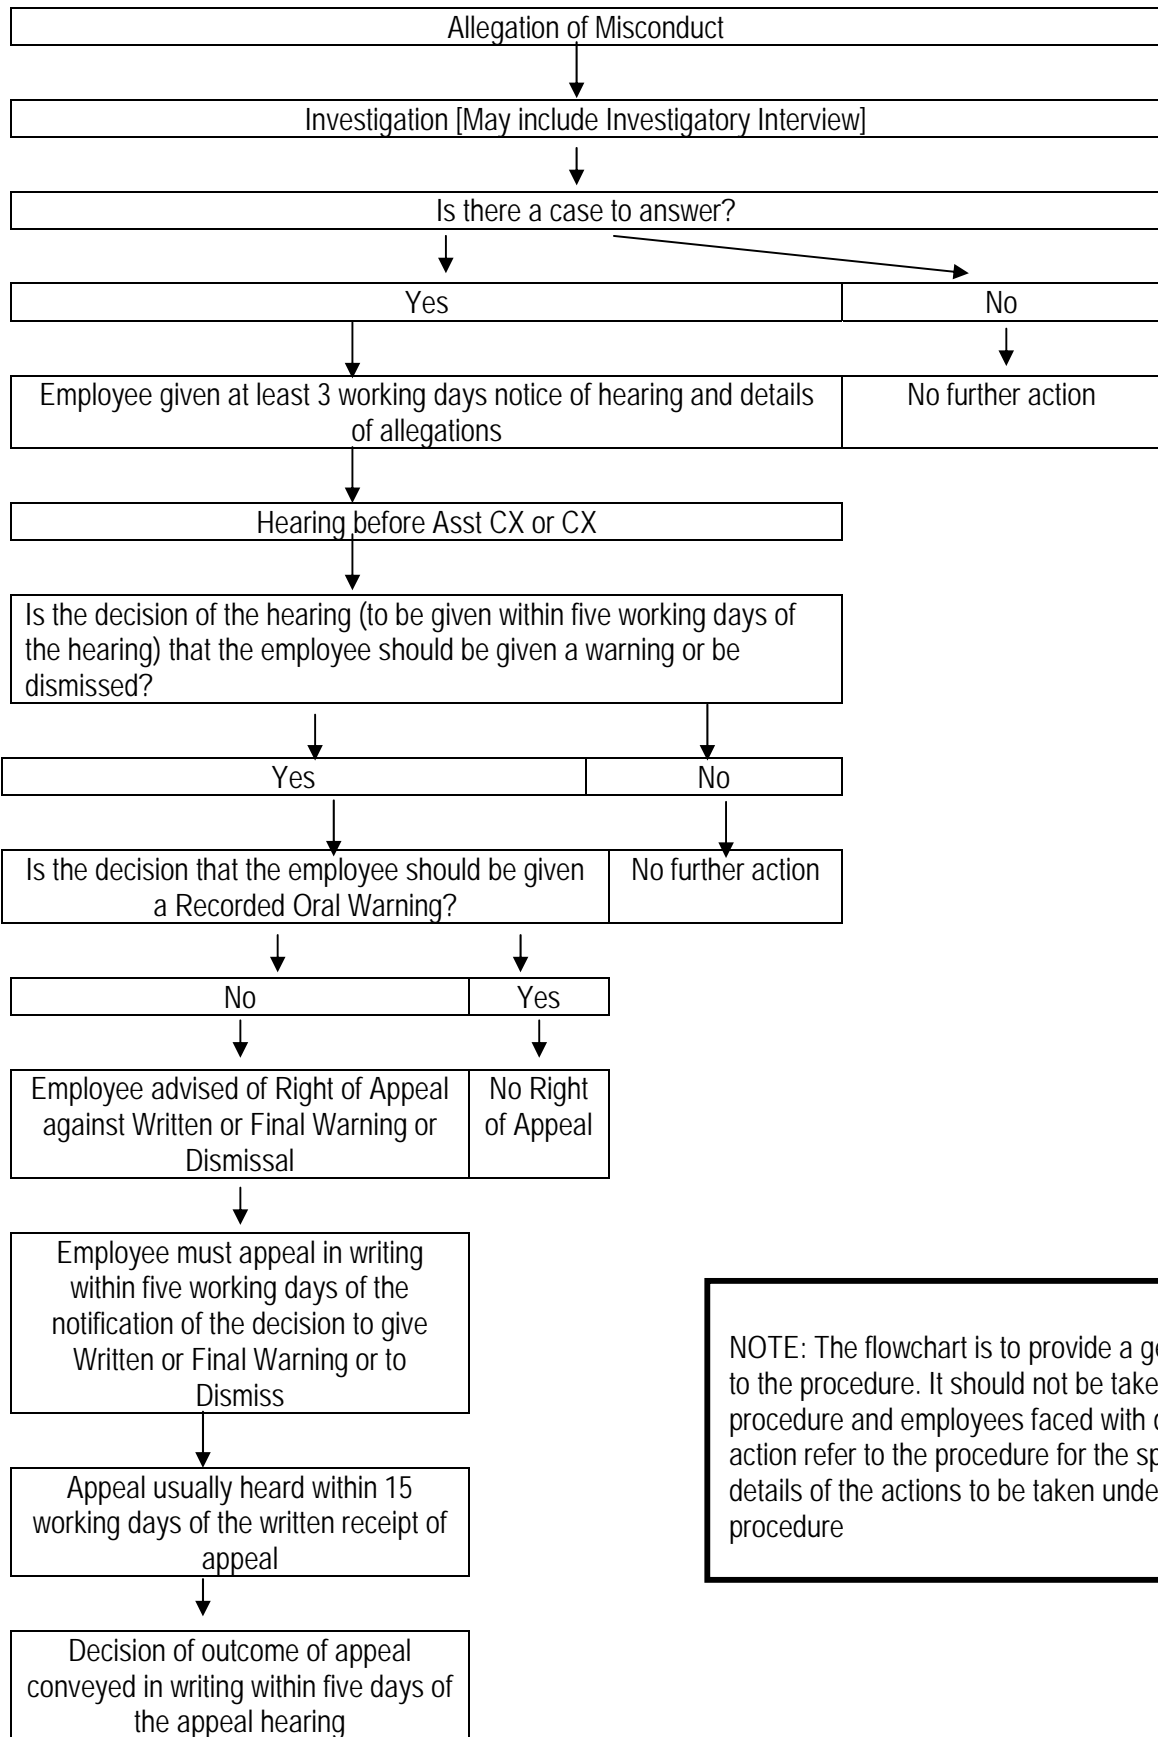 Allegation of Misconduct
Investigation [May include Investigatory Interview]
Is there a case to answer?
Yes
No
Employee given at least 3 working days notice of hearing and details
of allegations
No further action
Hearing before Asst CX or CX
Is the decision of the hearing (to be given within five working days of
the hearing) that the employee should be given a warning or be
dismissed?
Yes
No
Is the decision that the employee should be given
a Recorded Oral Warning?
No further action
No
Yes
Employee advised of Right of Appeal
against Written or Final Warning or
Dismissal
No Right
of Appeal
Employee must appeal in writing
within five working days of the
notification of the decision to give
Written or Final Warning or to
Dismiss
NOTE: The flowchart is to provide a
to the procedure. It should not be
procedure and employees faced with
action refer to the procedure for the
details of the actions to be taken
procedure
Appeal usually heard within 15
working days of the written receipt of
appeal
Decision of outcome of appeal
conveyed in writing within five days of
the appeal hearing